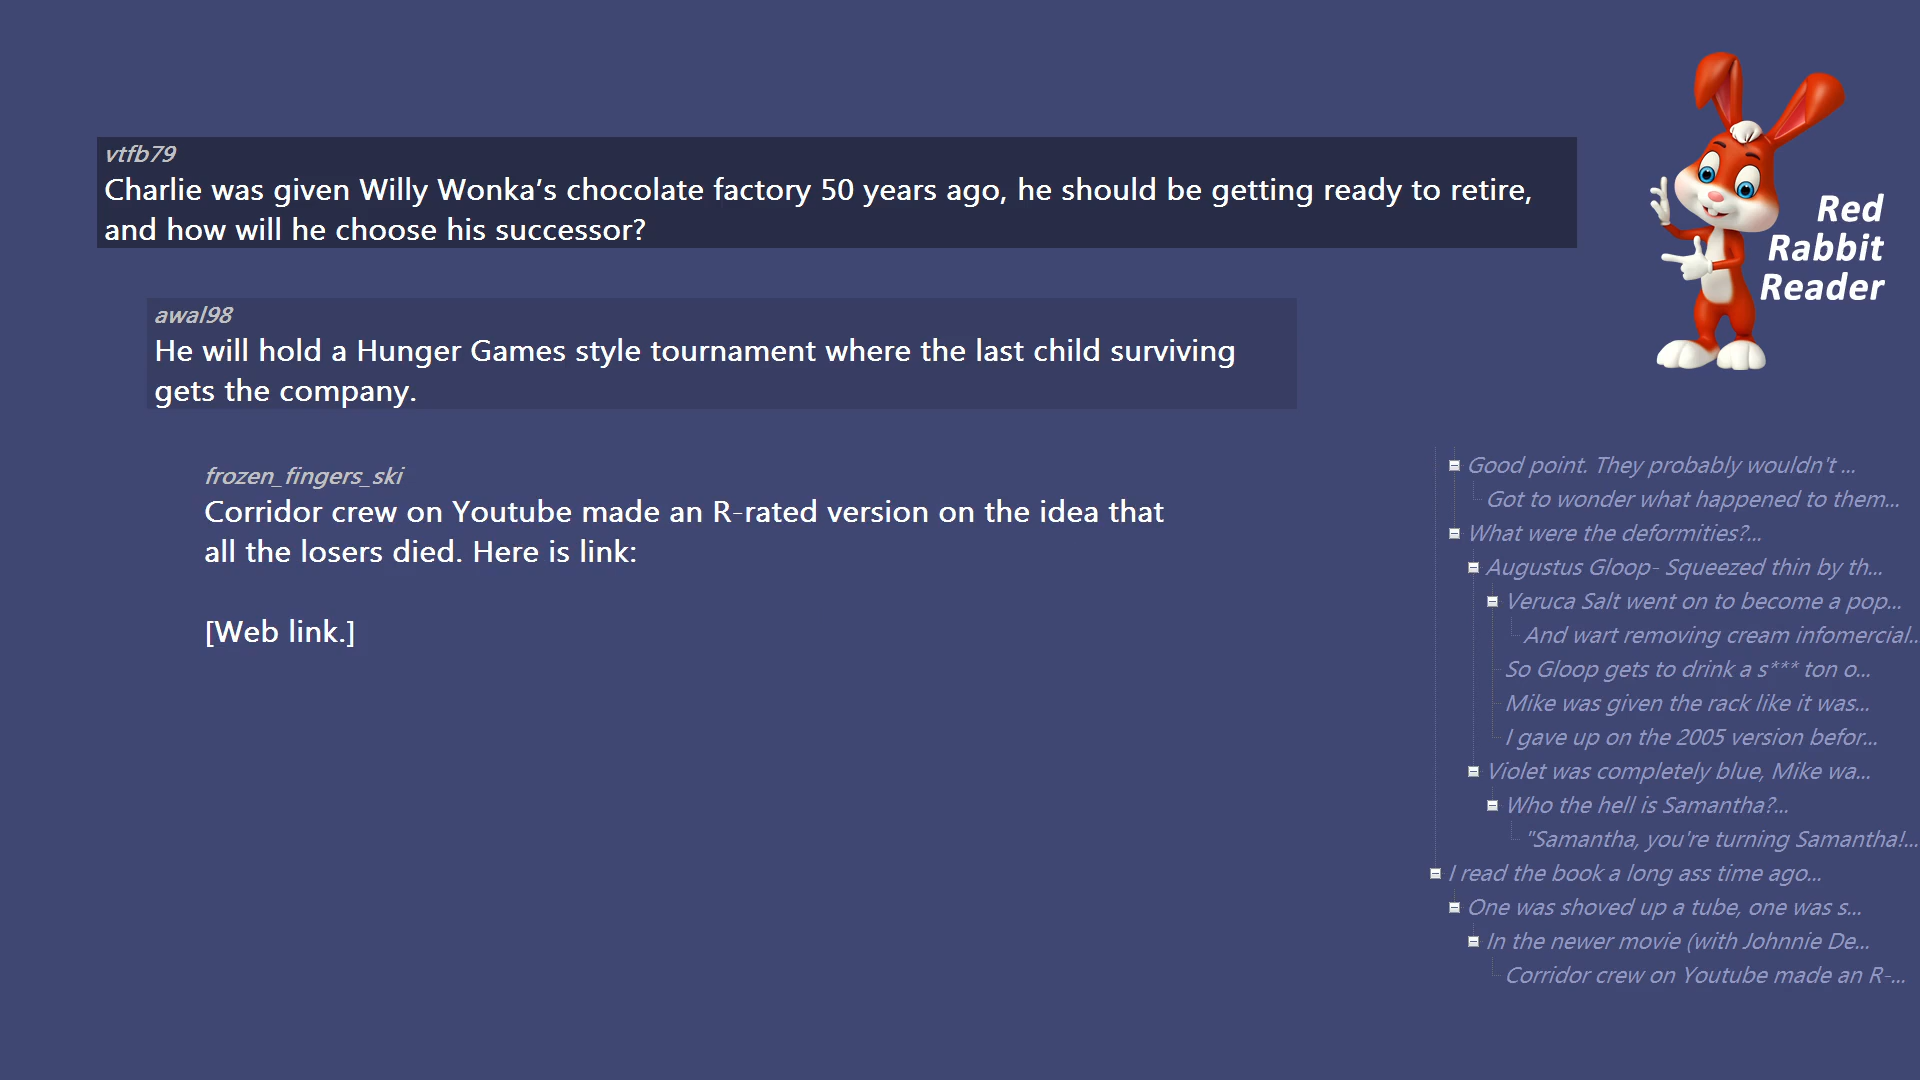 vtfb79
Charlie was given Willy Wonka’s chocolate factory 50 years ago, he should be getting ready to retire,
and how will he choose his successor?
awal98
He will hold a Hunger Games style tournament where the last child surviving
gets the company.
frozen_fingers_ski
Corridor crew on Youtube made an R-rated version on the idea that
all the losers died. Here is link:
[Web link.]
Red
Rabbit
Reader
Good point. They probably wouldn't ...
Got to wonder what happened to them...
What were the deformities?...
Augustus Gloop- Squeezed thin by th...
Veruca Salt went on to become a pop...
And wart removing cream infomercial...
So Gloop gets to drink a s*** ton o...
Mike was given the rack like it was...
I gave up on the 2005 version befor...
Violet was completely blue, Mike wa...
Who the hell is Samantha?...
"Samantha, you're turning Samantha!...
I read the book a long ass time ago...
One was shoved up a tube, one was s...
In the newer movie (with Johnnie De...
Corridor crew on Youtube made an R-...